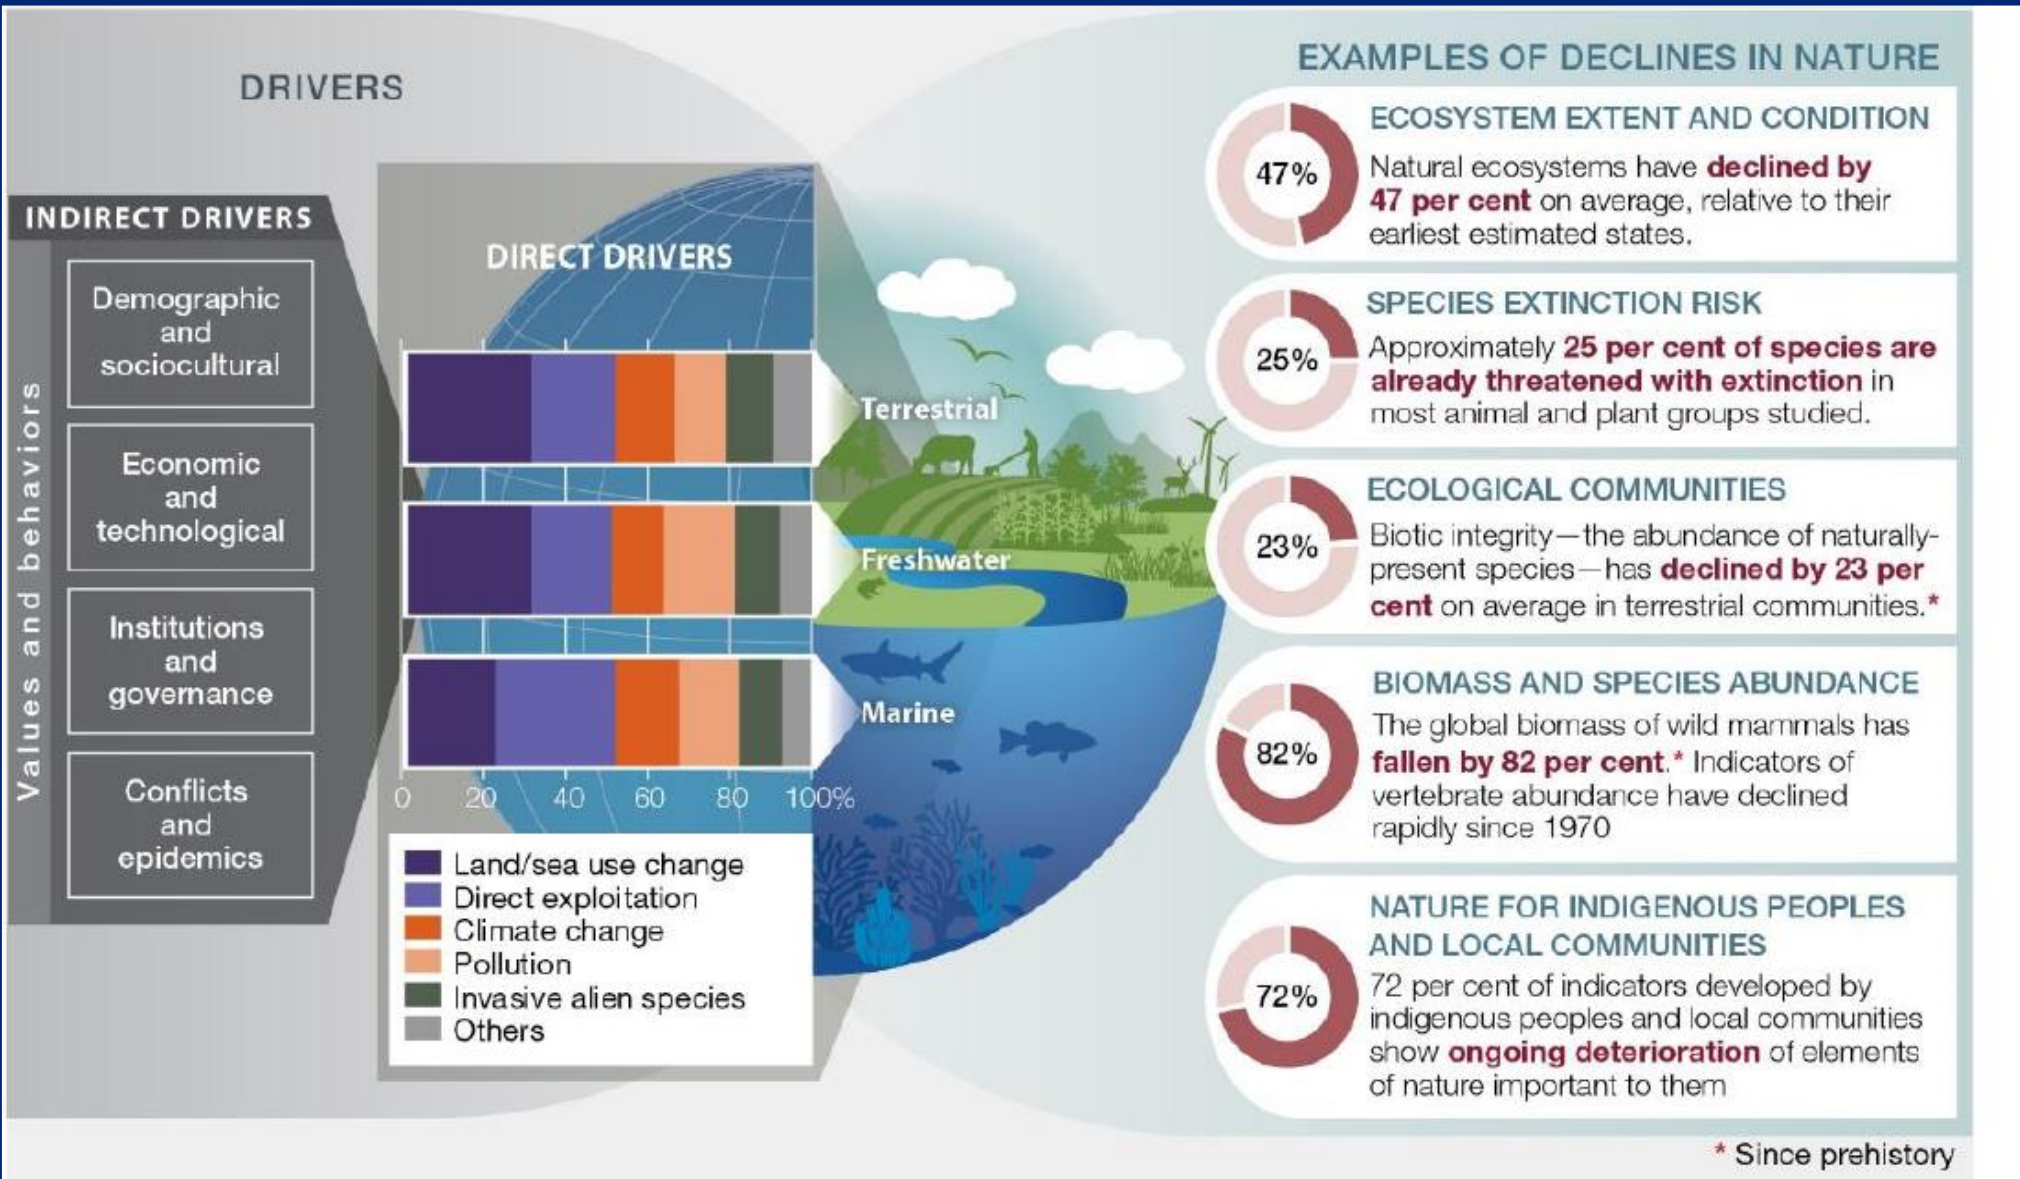 DRIVERS
INDIRECT DRIVERS
Values and behaviors
Demographic
and
sociocultural
Economic
and
technological
Institutions
and
governance
Conflicts
and
epidemics
DIRECT DRIVERS
Terrestrial
Freshwater
Marine
0 20 40 60 80 100%
Land/sea use change
Direct exploitation
Climate change
Pollution
Invasive alien species
Others
EXAMPLES OF DECLINES IN NATURE
47%
ECOSYSTEM EXTENT AND CONDITION
Natural ecosystems have declined by
47 per cent on average, relative to their
earliest estimated states.
25%
SPECIES EXTINCTION RISK
Approximately 25 per cent of species are
already threatened with extinction in
most animal and plant groups studied.
23%
ECOLOGICAL COMMUNITIES
Biotic integrity—the abundance of naturally-
present species—has declined by 23 per
cent on average in terrestrial communities.*
82%
BIOMASS AND SPECIES ABUNDANCE
The global biomass of wild mammals has
fallen by 82 per cent.* Indicators of
vertebrate abundance have declined
rapidly since 1970
72%
NATURE FOR INDIGENOUS PEOPLES
AND LOCAL COMMUNITIES
72 per cent of indicators developed by
indigenous peoples and local communities
show ongoing deterioration of elements
of nature important to them
* Since prehistory